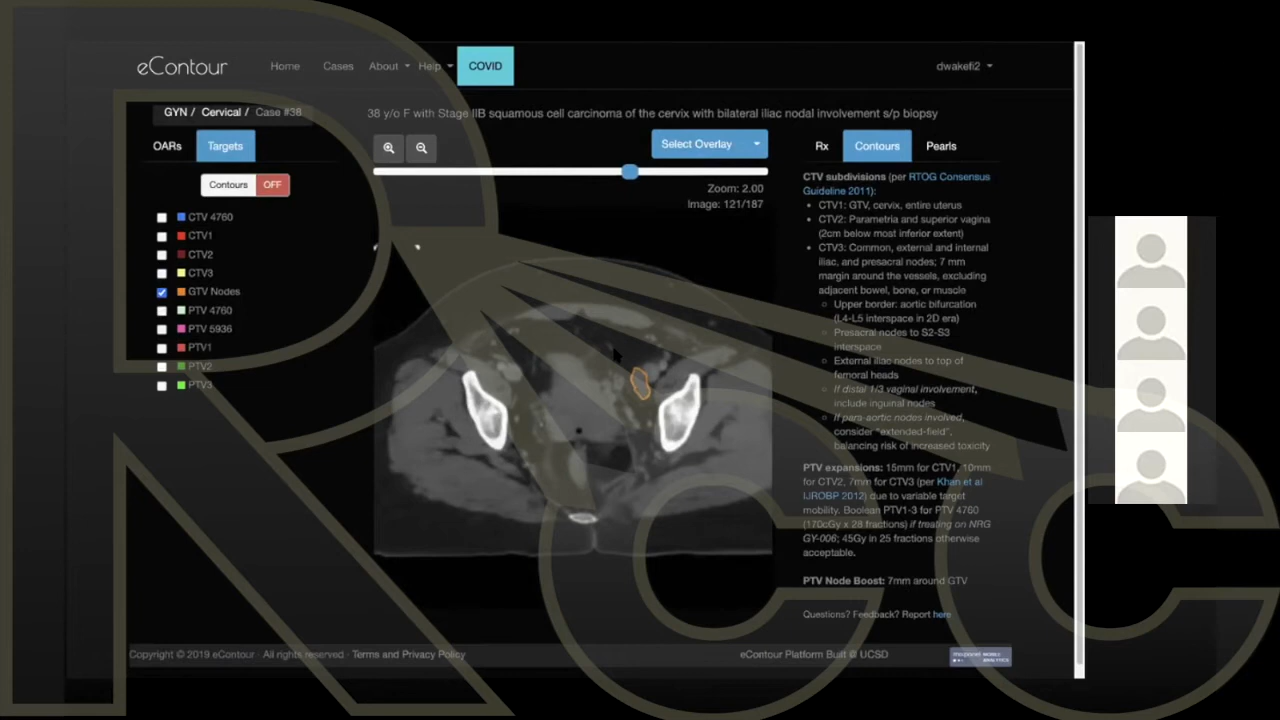 eContour
Home Cases About Help COVID
dwakefi2
GYN / Cervical / Case #38
38 y/o F with Stage IIB squamous cell carcinoma of the cervix with bilateral iliac nodal involvement s/p biopsy
OARs Targets
Contours OFF
CTV 4760
CTV1
CTV2
CTV3
GTV Nodes
PTV 4760
PTV 5936
PTV1
PTV2
PTV3
Select Overlay
Zoom: 2.00
Image: 121/187
Rx Contours Pearls
CTV subdivisions (per RTOG Consensus
Guideline 2011):
• CTV1: GTV, cervix, entire uterus
• CTV2: Parametria and superior vagina
(2cm below most inferior extent)
• CTV3: Common, external and internal
iliac, and presacral nodes; 7 mm
margin around the vessels, excluding
adjacent bowel, bone, or muscle
○ Upper border: aortic bifurcation
(L4-L5 interspace in 2D era)
○ Presacral nodes to S2-S3
interspace
○ External iliac nodes to top of
femoral heads
○ If distal 1/3 vaginal involvement,
include inguinal nodes
○ If para-aortic nodes involved,
consider "extended-field",
balancing risk of increased toxicity
PTV expansions: 15mm for CTV1, 10mm
for CTV2, 7mm for CTV3 (per Khan et al
IJROBP 2012) due to variable target
mobility. Boolean PTV1-3 for PTV 4760
(170cGy x 28 fractions) if treating on NRG
GY-006; 45Gy in 25 fractions otherwise
acceptable.
PTV Node Boost: 7mm around GTV
Questions? Feedback? Report here
Copyright © 2019 eContour · All rights reserved · Terms and Privacy Policy
eContour Platform Built @ UCSD
RCC